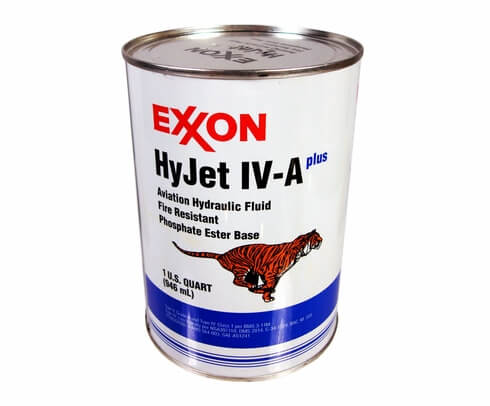 EXXON
HyJet IV-A plus
Aviation Hydraulic Fluid
Fire Resistant
Phosphate Ester Base
1 U.S. QUART
(946 mL)